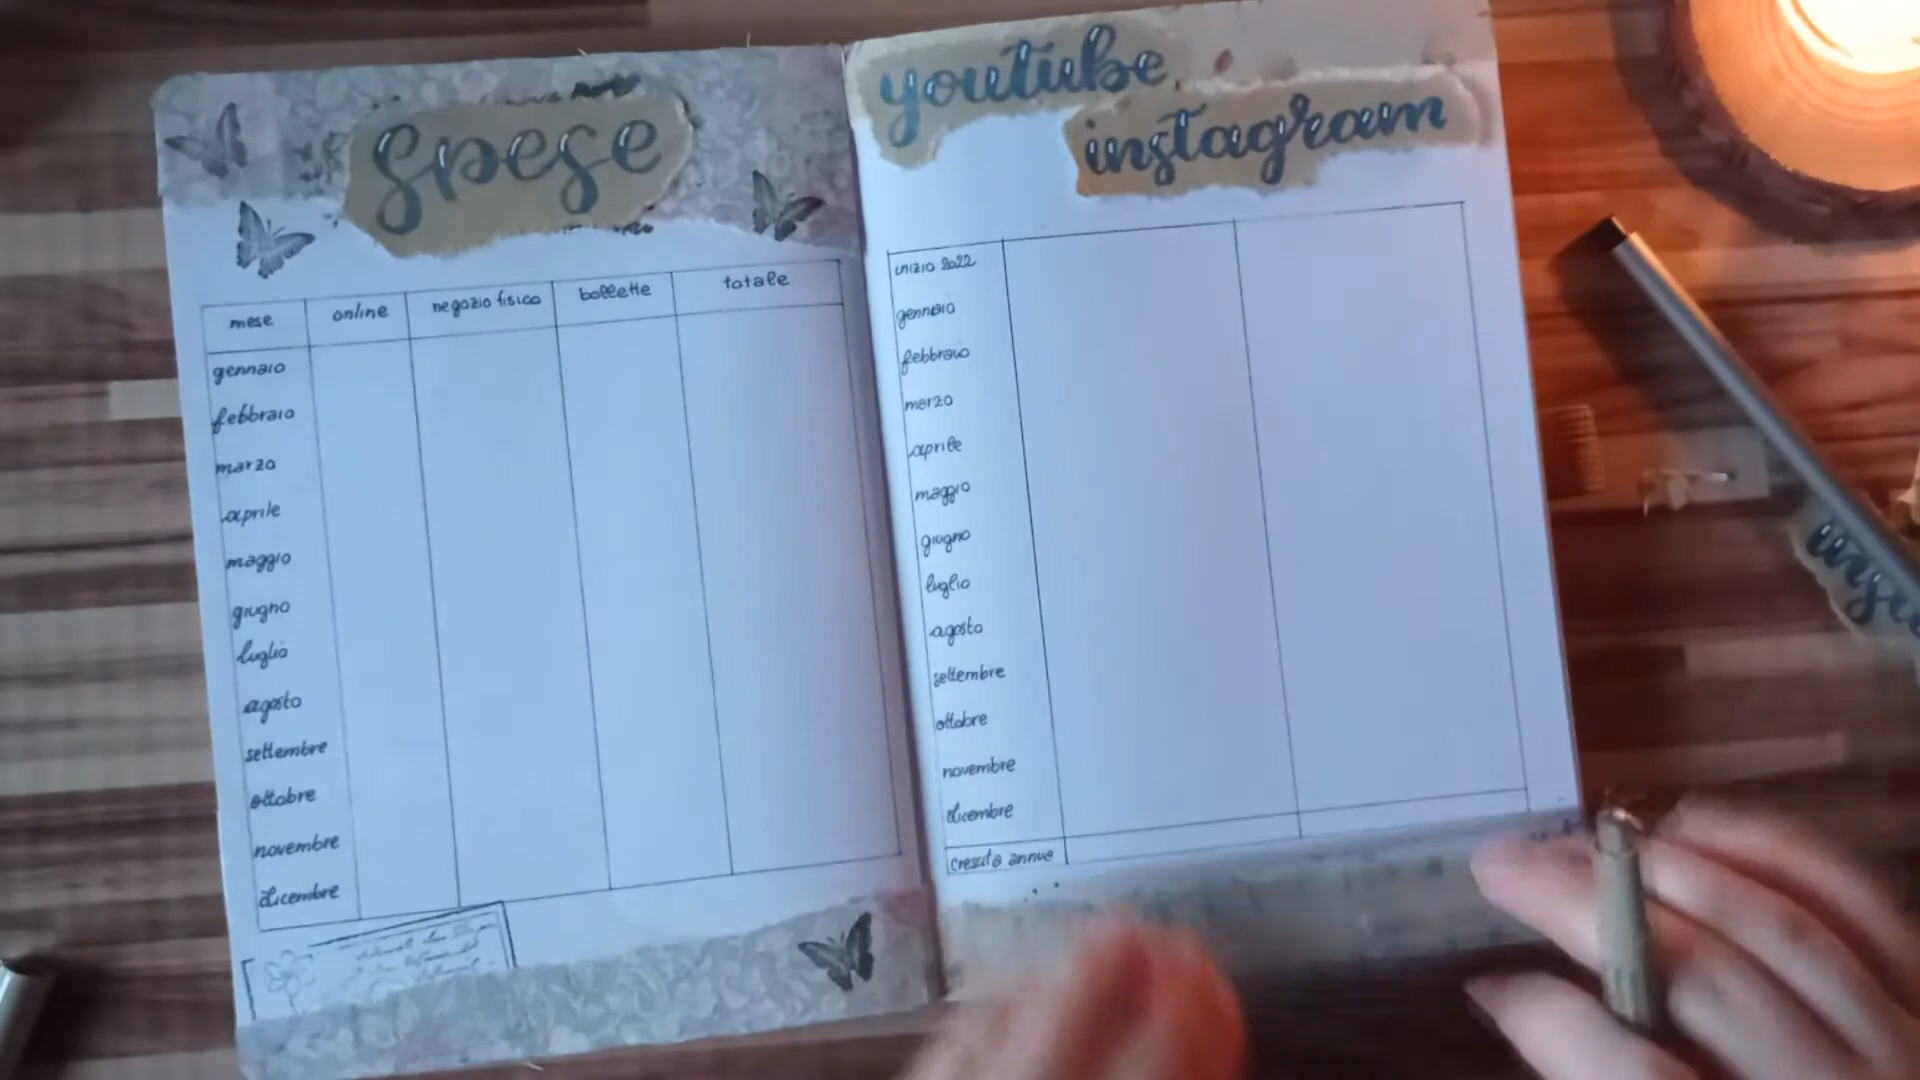 spese
mese online negozio fisico bollette totale
gennaio
febbraio
marzo
aprile
maggio
giugno
luglio
agosto
settembre
ottobre
novembre
dicembre
youtube
instagram
inizio 2022
gennaio
febbraio
marzo
aprile
maggio
giugno
luglio
agosto
settembre
ottobre
novembre
dicembre
crescita annua